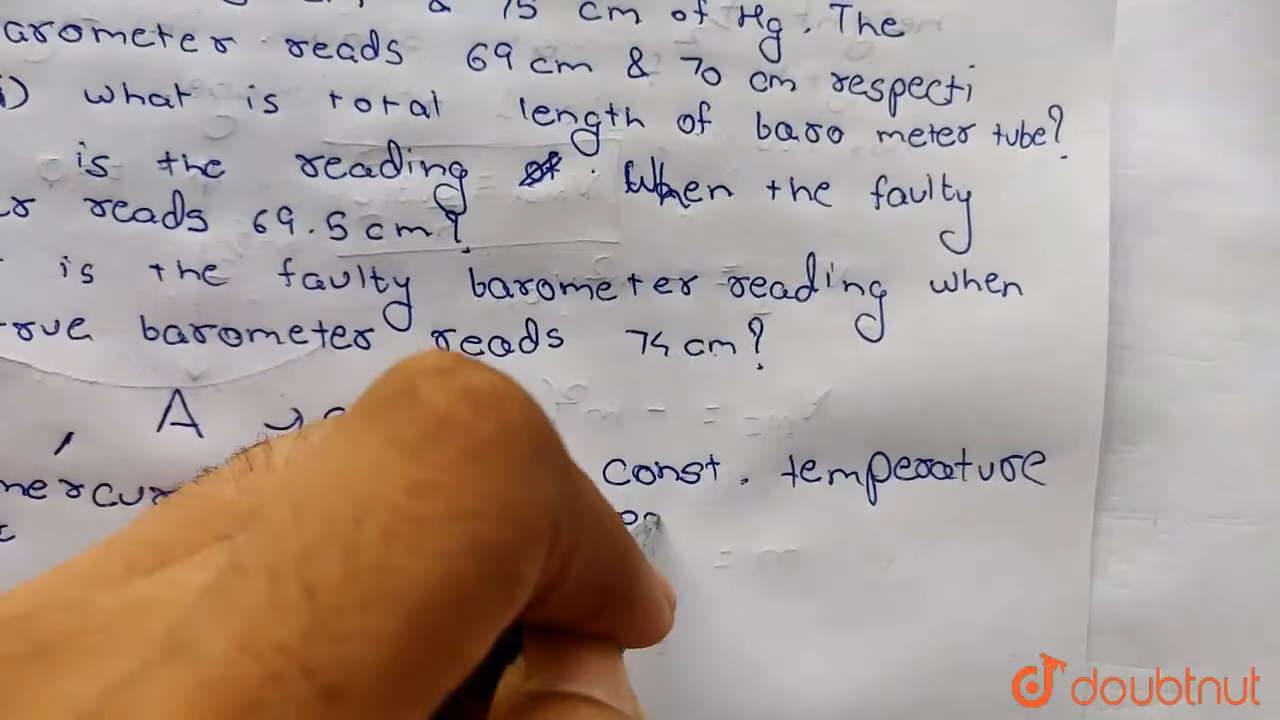 & 75 cm of Hg. The
arometer reads 69 cm & 70 cm respecti
i) what is total length of baro meter tube?
is the reading . When the faulty
r reads 69.5 cm?
is the faulty barometer reading when
rue barometer reads 74 cm?
A
mercur const. temperature
doubtnut